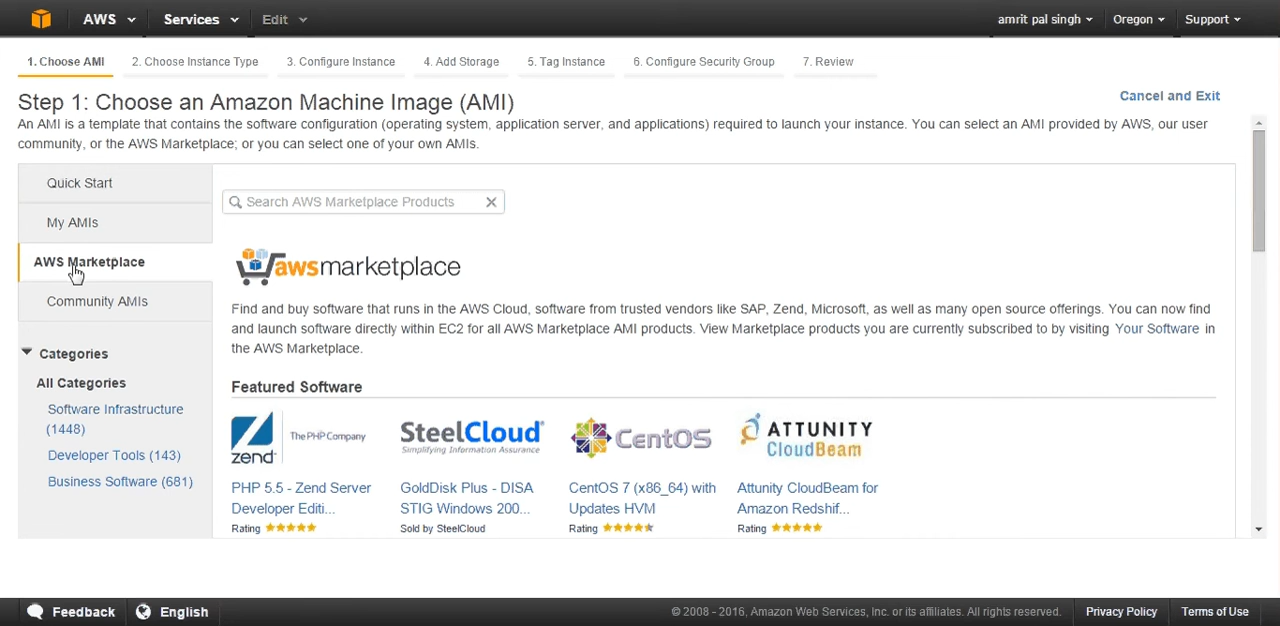 AWS Services Edit amrit pal singh Oregon Support
1. Choose AMI 2. Choose Instance Type 3. Configure Instance 4. Add Storage 5. Tag Instance 6. Configure Security Group 7. Review
Step 1: Choose an Amazon Machine Image (AMI)
Cancel and Exit
An AMI is a template that contains the software configuration (operating system, application server, and applications) required to launch your instance. You can select an AMI provided by AWS, our user
community, or the AWS Marketplace; or you can select one of your own AMIs.
Quick Start
My AMIs
AWS Marketplace
Community AMIs
Categories
All Categories
Software Infrastructure
(1448)
Developer Tools (143)
Business Software (681)
Search AWS Marketplace Products
awsmarketplace
Find and buy software that runs in the AWS Cloud, software from trusted vendors like SAP, Zend, Microsoft, as well as many open source offerings. You can now find
and launch software directly within EC2 for all AWS Marketplace AMI products. View Marketplace products you are currently subscribed to by visiting Your Software in
the AWS Marketplace.
Featured Software
zend The PHP Company
SteelCloud
Simplifying Information Assurance
CentOS
ATTUNITY
CloudBeam
PHP 5.5 - Zend Server
Developer Editi...
Rating
GoldDisk Plus - DISA
STIG Windows 200...
Sold by SteelCloud
CentOS 7 (x86_64) with
Updates HVM
Rating
Attunity CloudBeam for
Amazon Redshif...
Rating
Feedback English © 2008 - 2016, Amazon Web Services, Inc. or its affiliates. All rights reserved. Privacy Policy Terms of Use